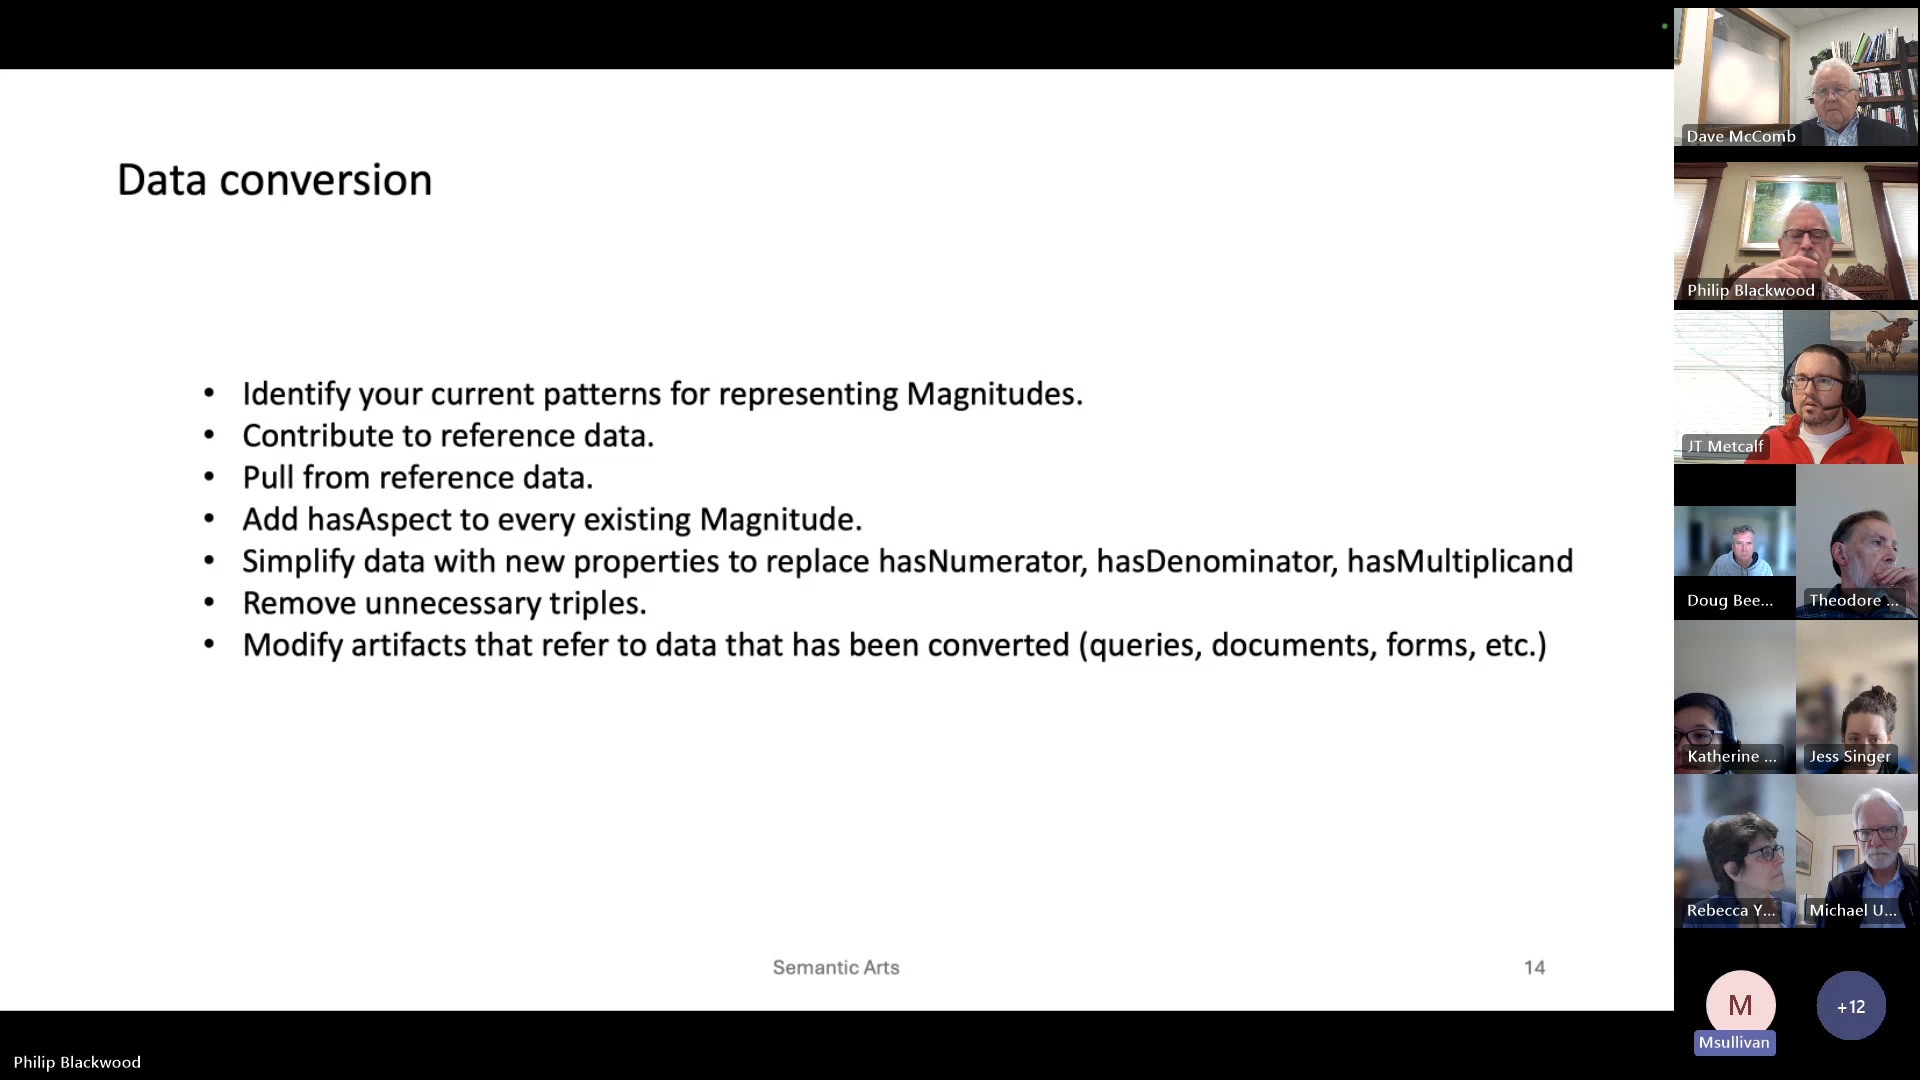 Data conversion
• Identify your current patterns for representing Magnitudes.
• Contribute to reference data.
• Pull from reference data.
• Add hasAspect to every existing Magnitude.
• Simplify data with new properties to replace hasNumerator, hasDenominator, hasMultiplicand
• Remove unnecessary triples.
• Modify artifacts that refer to data that has been converted (queries, documents, forms, etc.)
Semantic Arts
14
Philip Blackwood
Dave McComb
Philip Blackwood
JT Metcalf
Doug Bee...
Theodore ...
Katherine ...
Jess Singer
Rebecca Y...
Michael U...
M
Msullivan
+12